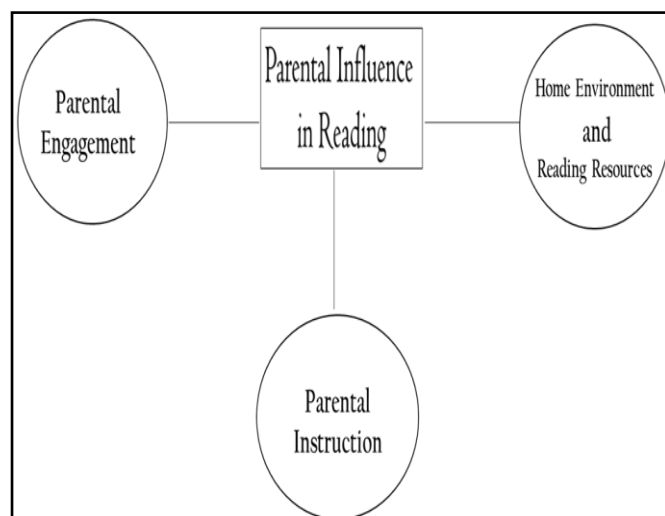 Parental
Engagement
Parental Influence
in Reading
Home Environment
and
Reading Resources
Parental
Instruction